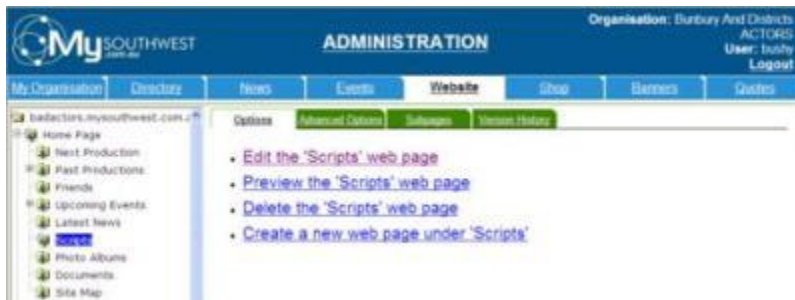 MySOUTHWEST
.com.au
ADMINISTRATION
Organisation: Bunbury And Districts
ACTORS
User: bushy
Logout
My Organisation Directory News Events Website Shop Banners Quotes
badactors.mysouthwest.com.
Options Advanced Options Subpages Version History
Home Page
Next Production
Past Productions
Friends
Upcoming Events
Latest News
Scripts
Photo Albums
Documents
Site Map
• Edit the 'Scripts' web page
• Preview the 'Scripts' web page
• Delete the 'Scripts' web page
• Create a new web page under 'Scripts'